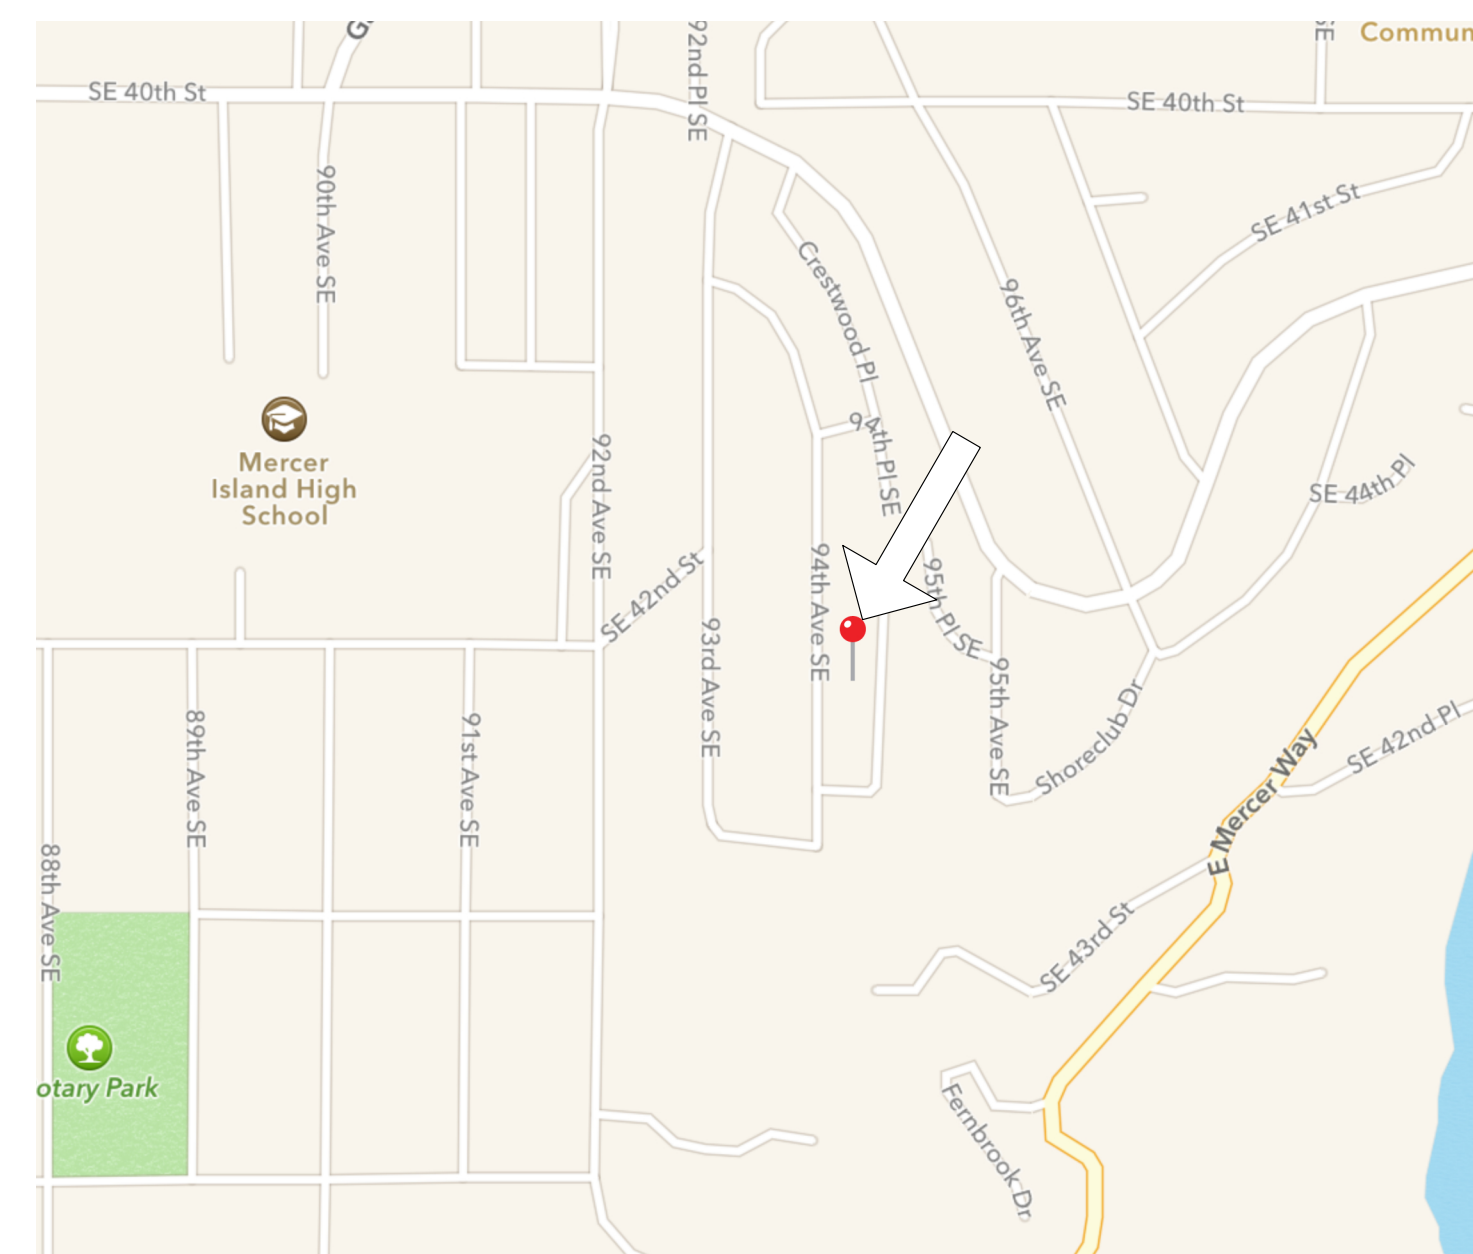 G
92nd Pl SE
SE
Commun
SE 40th St
SE 40th St
90th Ave SE
SE 41st St
Crestwood Pl
96th Ave SE
94th Pl SE
Mercer
Island High
School
92nd Ave SE
SE 44th Pl
SE 42nd St
94th Ave SE
95th Pl SE
93rd Ave SE
95th Ave SE
Shoreclub Dr
89th Ave SE
91st Ave SE
SE 42nd Pl
E Mercer Way
88th Ave SE
SE 43rd St
otary Park
Fernbrook Dr